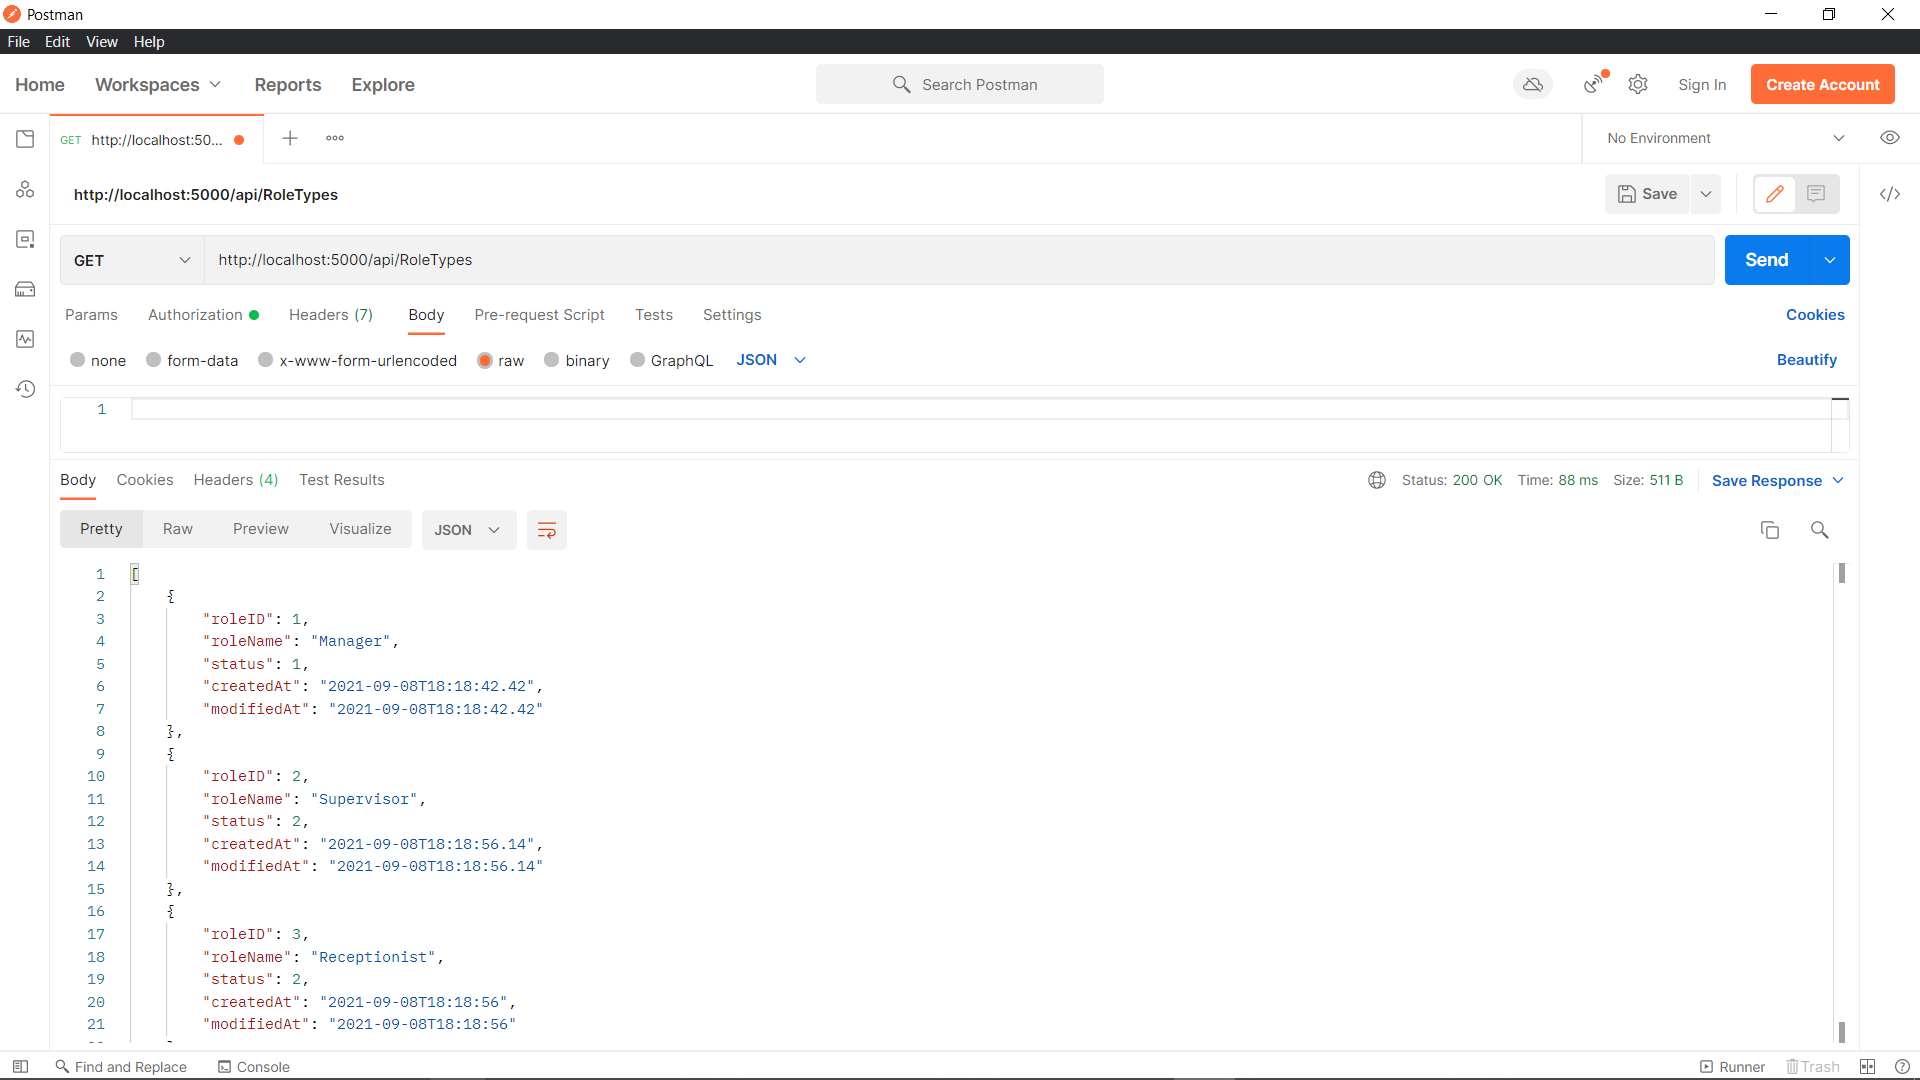 Postman
File Edit View Help
Home Workspaces Reports Explore Search Postman Sign In Create Account
GET http://localhost:50... No Environment
http://localhost:5000/api/RoleTypes Save
GET http://localhost:5000/api/RoleTypes Send
Params Authorization Headers (7) Body Pre-request Script Tests Settings Cookies
none form-data x-www-form-urlencoded raw binary GraphQL JSON Beautify
1
Body Cookies Headers (4) Test Results Status: 200 OK Time: 88 ms Size: 511 B Save Response
Pretty Raw Preview Visualize JSON
1 [
2 {
3 "roleID": 1,
4 "roleName": "Manager",
5 "status": 1,
6 "createdAt": "2021-09-08T18:18:42.42",
7 "modifiedAt": "2021-09-08T18:18:42.42"
8 },
9 {
10 "roleID": 2,
11 "roleName": "Supervisor",
12 "status": 2,
13 "createdAt": "2021-09-08T18:18:56.14",
14 "modifiedAt": "2021-09-08T18:18:56.14"
15 },
16 {
17 "roleID": 3,
18 "roleName": "Receptionist",
19 "status": 2,
20 "createdAt": "2021-09-08T18:18:56",
21 "modifiedAt": "2021-09-08T18:18:56"
Find and Replace Console Runner Trash